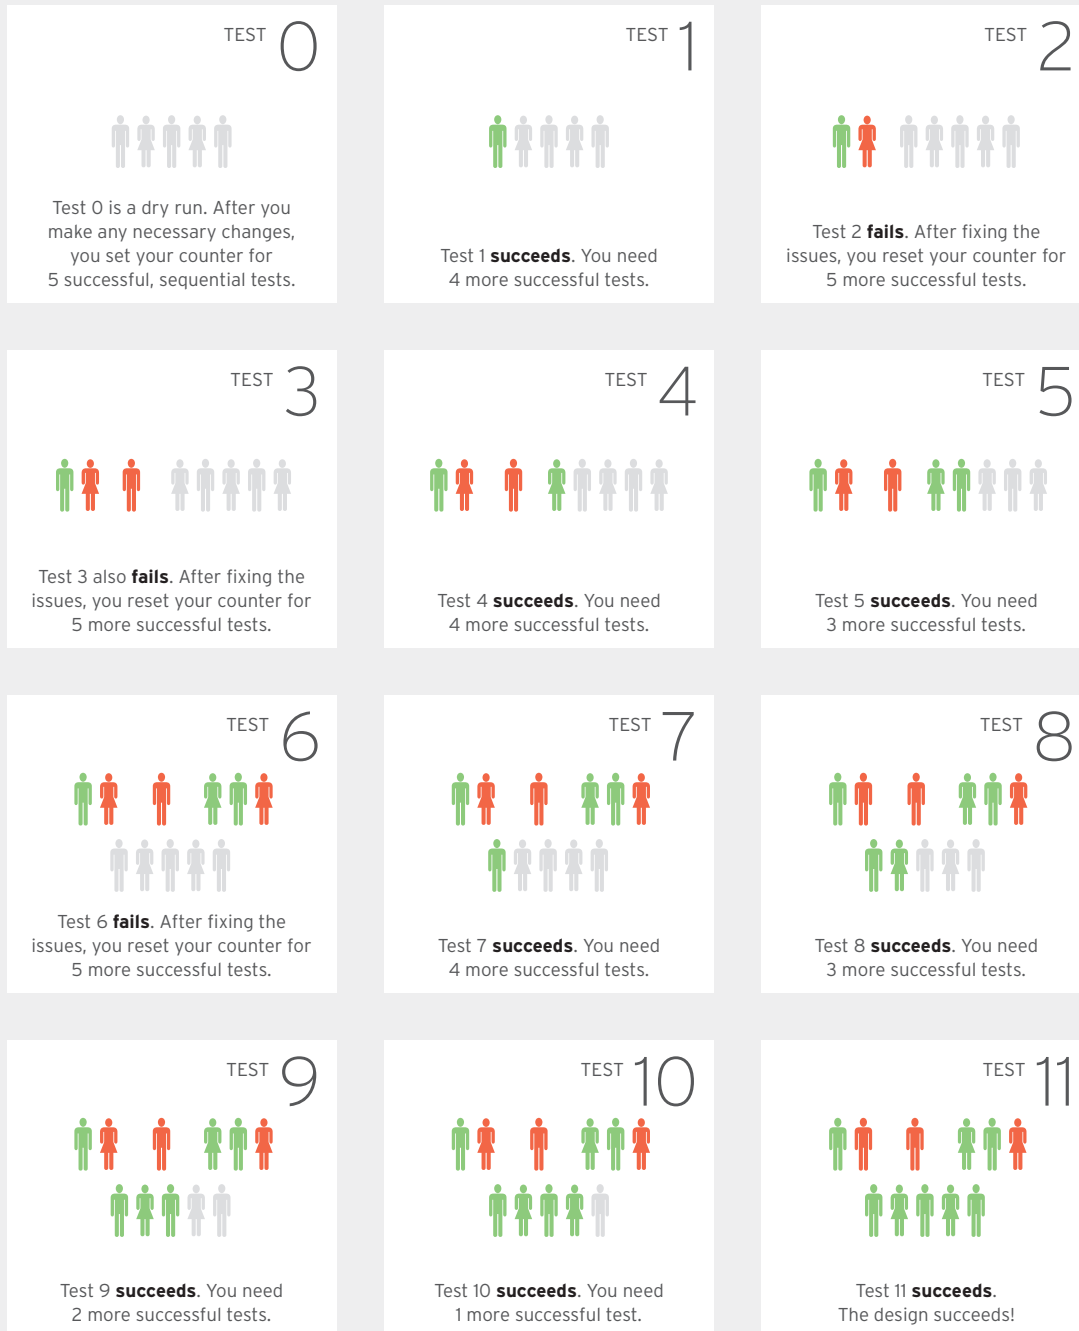 TEST 0
Test 0 is a dry run. After you
make any necessary changes,
you set your counter for
5 successful, sequential tests.
TEST 1
Test 1 succeeds. You need
4 more successful tests.
TEST 2
Test 2 fails. After fixing the
issues, you reset your counter for
5 more successful tests.
TEST 3
Test 3 also fails. After fixing the
issues, you reset your counter for
5 more successful tests.
TEST 4
Test 4 succeeds. You need
4 more successful tests.
TEST 5
Test 5 succeeds. You need
3 more successful tests.
TEST 6
Test 6 fails. After fixing the
issues, you reset your counter for
5 more successful tests.
TEST 7
Test 7 succeeds. You need
4 more successful tests.
TEST 8
Test 8 succeeds. You need
3 more successful tests.
TEST 9
Test 9 succeeds. You need
2 more successful tests.
TEST 10
Test 10 succeeds. You need
1 more successful test.
TEST 11
Test 11 succeeds.
The design succeeds!